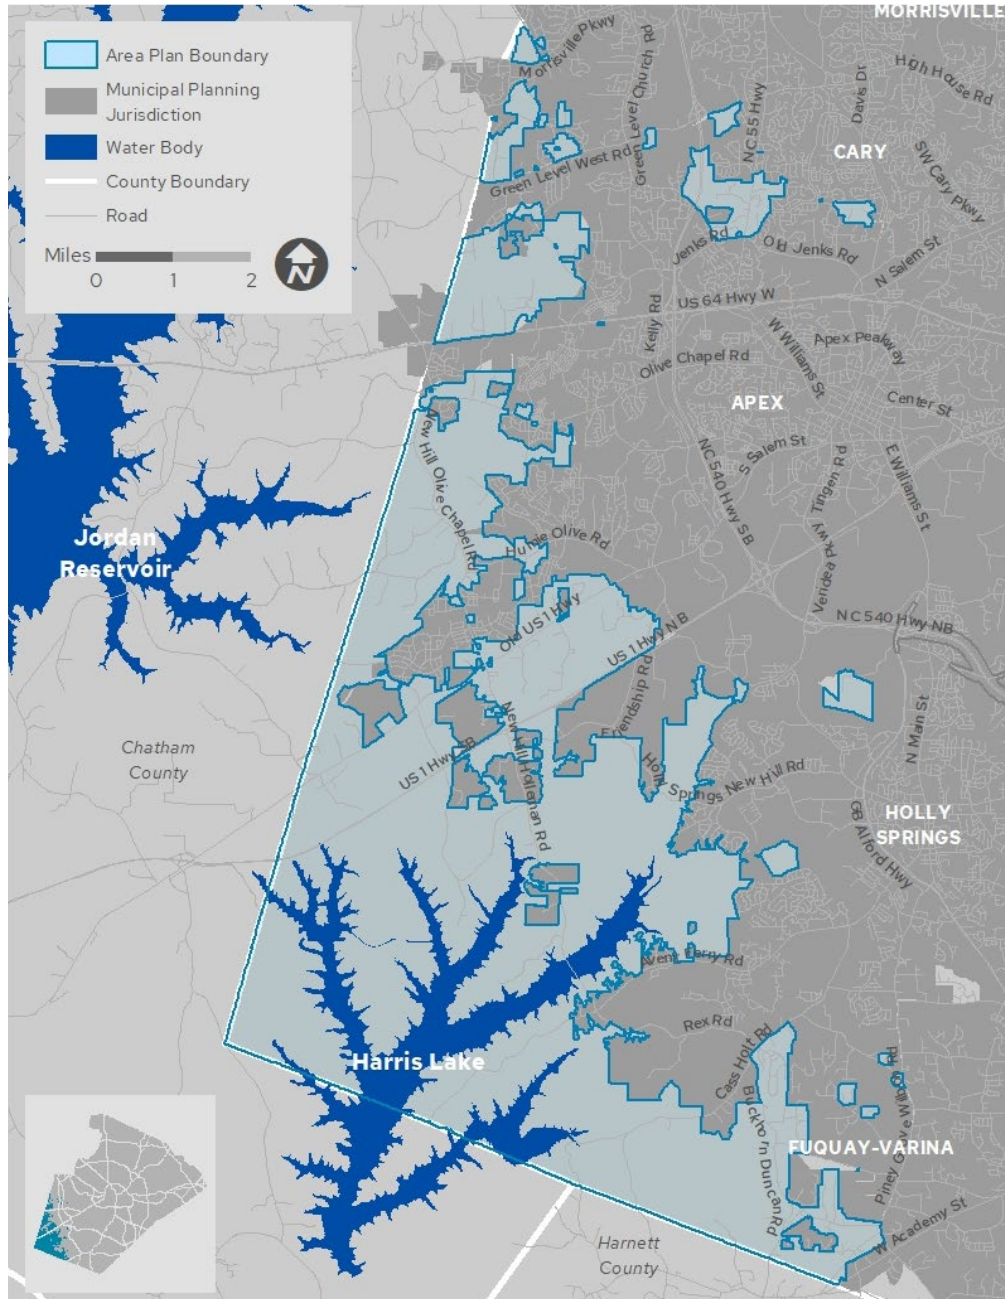 MORRISVILLE
Area Plan Boundary
Municipal Planning
Jurisdiction
Water Body
County Boundary
Road
Miles
0 1 2
N
Morrisville Pkwy
Green Level Church Rd
NC 55 Hwy
Davis Dr
High House Rd
CARY
SW Cary Pkwy
Green Level West Rd
Jenks Rd
Old Jenks Rd
N Salem St
US 64 Hwy W
Kelly Rd
W Williams St
Apex Peakway
Olive Chapel Rd
APEX
Center St
New Hill Olive Chapel Rd
NC 540 Hwy SB
S Salem St
Tingen Rd
E Williams St
Jordan
Reservoir
Humie Olive Rd
Veridea Pkwy
Old US 1 Hwy
US 1 Hwy NB
NC 540 Hwy NB
Friendship Rd
N Main St
Chatham
County
US 1 Hwy SB
New Hill Holleman Rd
Holly Springs New Hill Rd
HOLLY
SPRINGS
GB Alford Hwy
Avent Ferry Rd
Rex Rd
Harris Lake
Cass Holt Rd
Buckhorn Duncan Rd
Piney Grove Wilbon Rd
FUQUAY-VARINA
W Academy St
Harnett
County